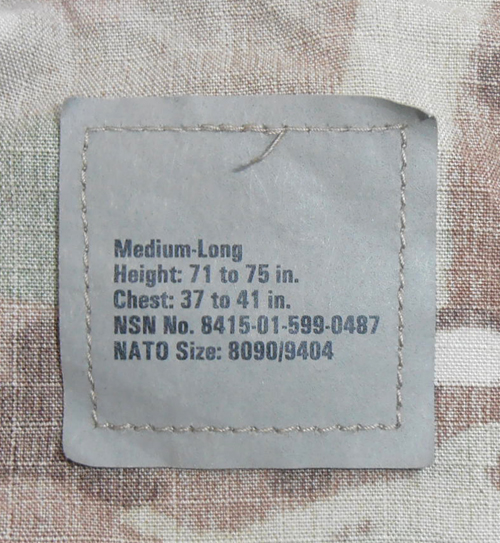 Medium-Long
Height: 71 to 75 in.
Chest: 37 to 41 in.
NSN No. 8415-01-599-0487
NATO Size: 8090/9404